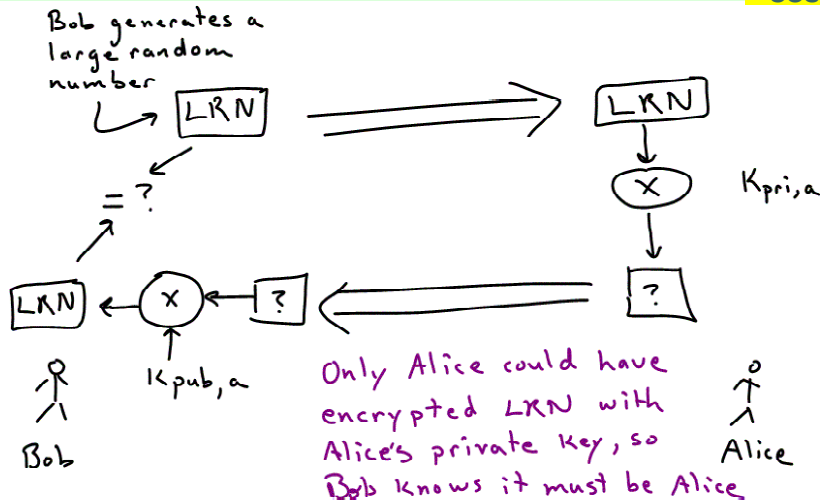 Bob generates a
large random
number
LRN
LRN
= ?
X
Kpri,a
LRN
X
?
?
Kpub,a
Only Alice could have
encrypted LRN with
Alice's private key, so
Bob knows it must be Alice
Bob
Alice